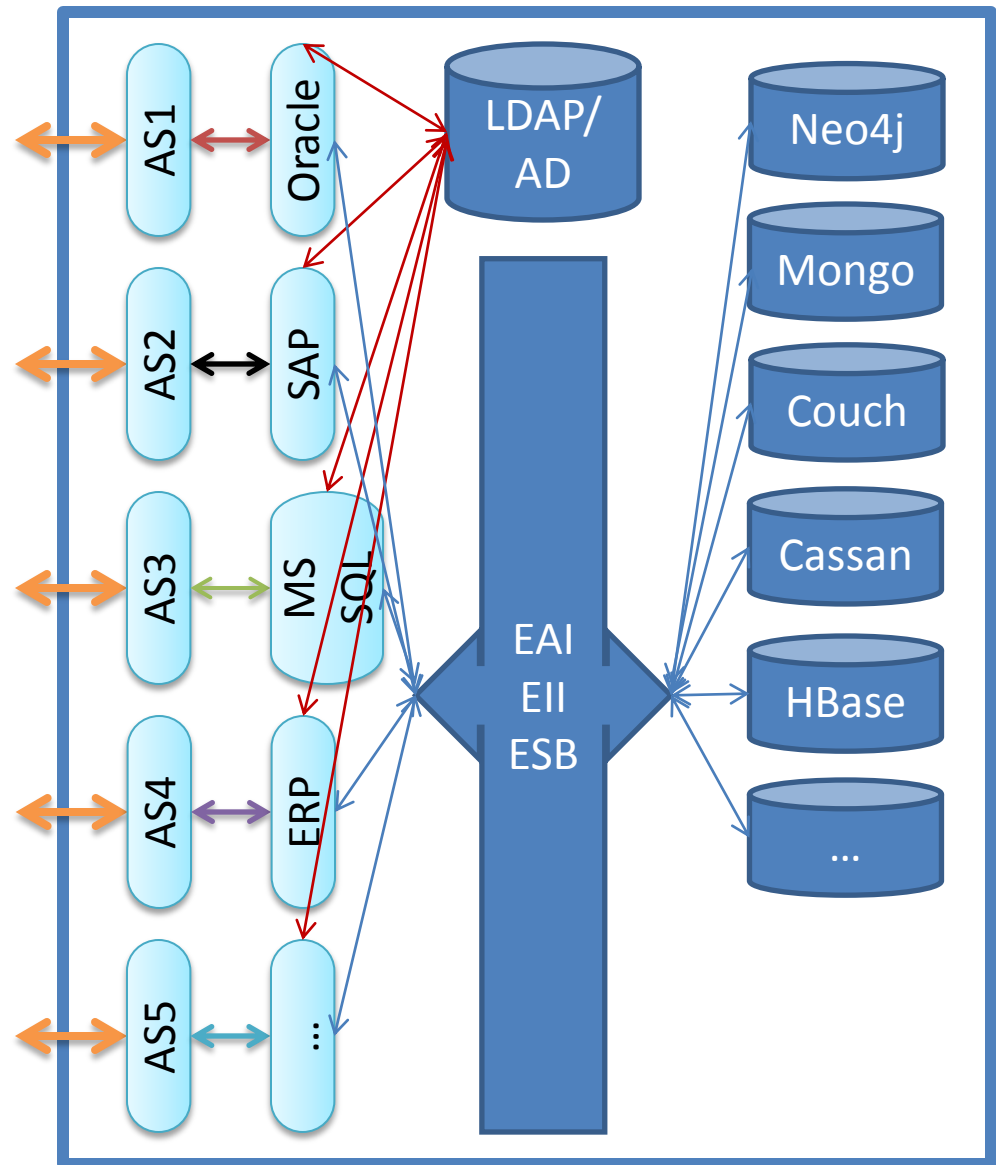 AS1
Oracle
LDAP/
AD
Neo4j
Mongo
AS2
SAP
Couch
AS3
MS
SQL
Cassan
EAI
EII
ESB
HBase
AS4
ERP
...
AS5
...